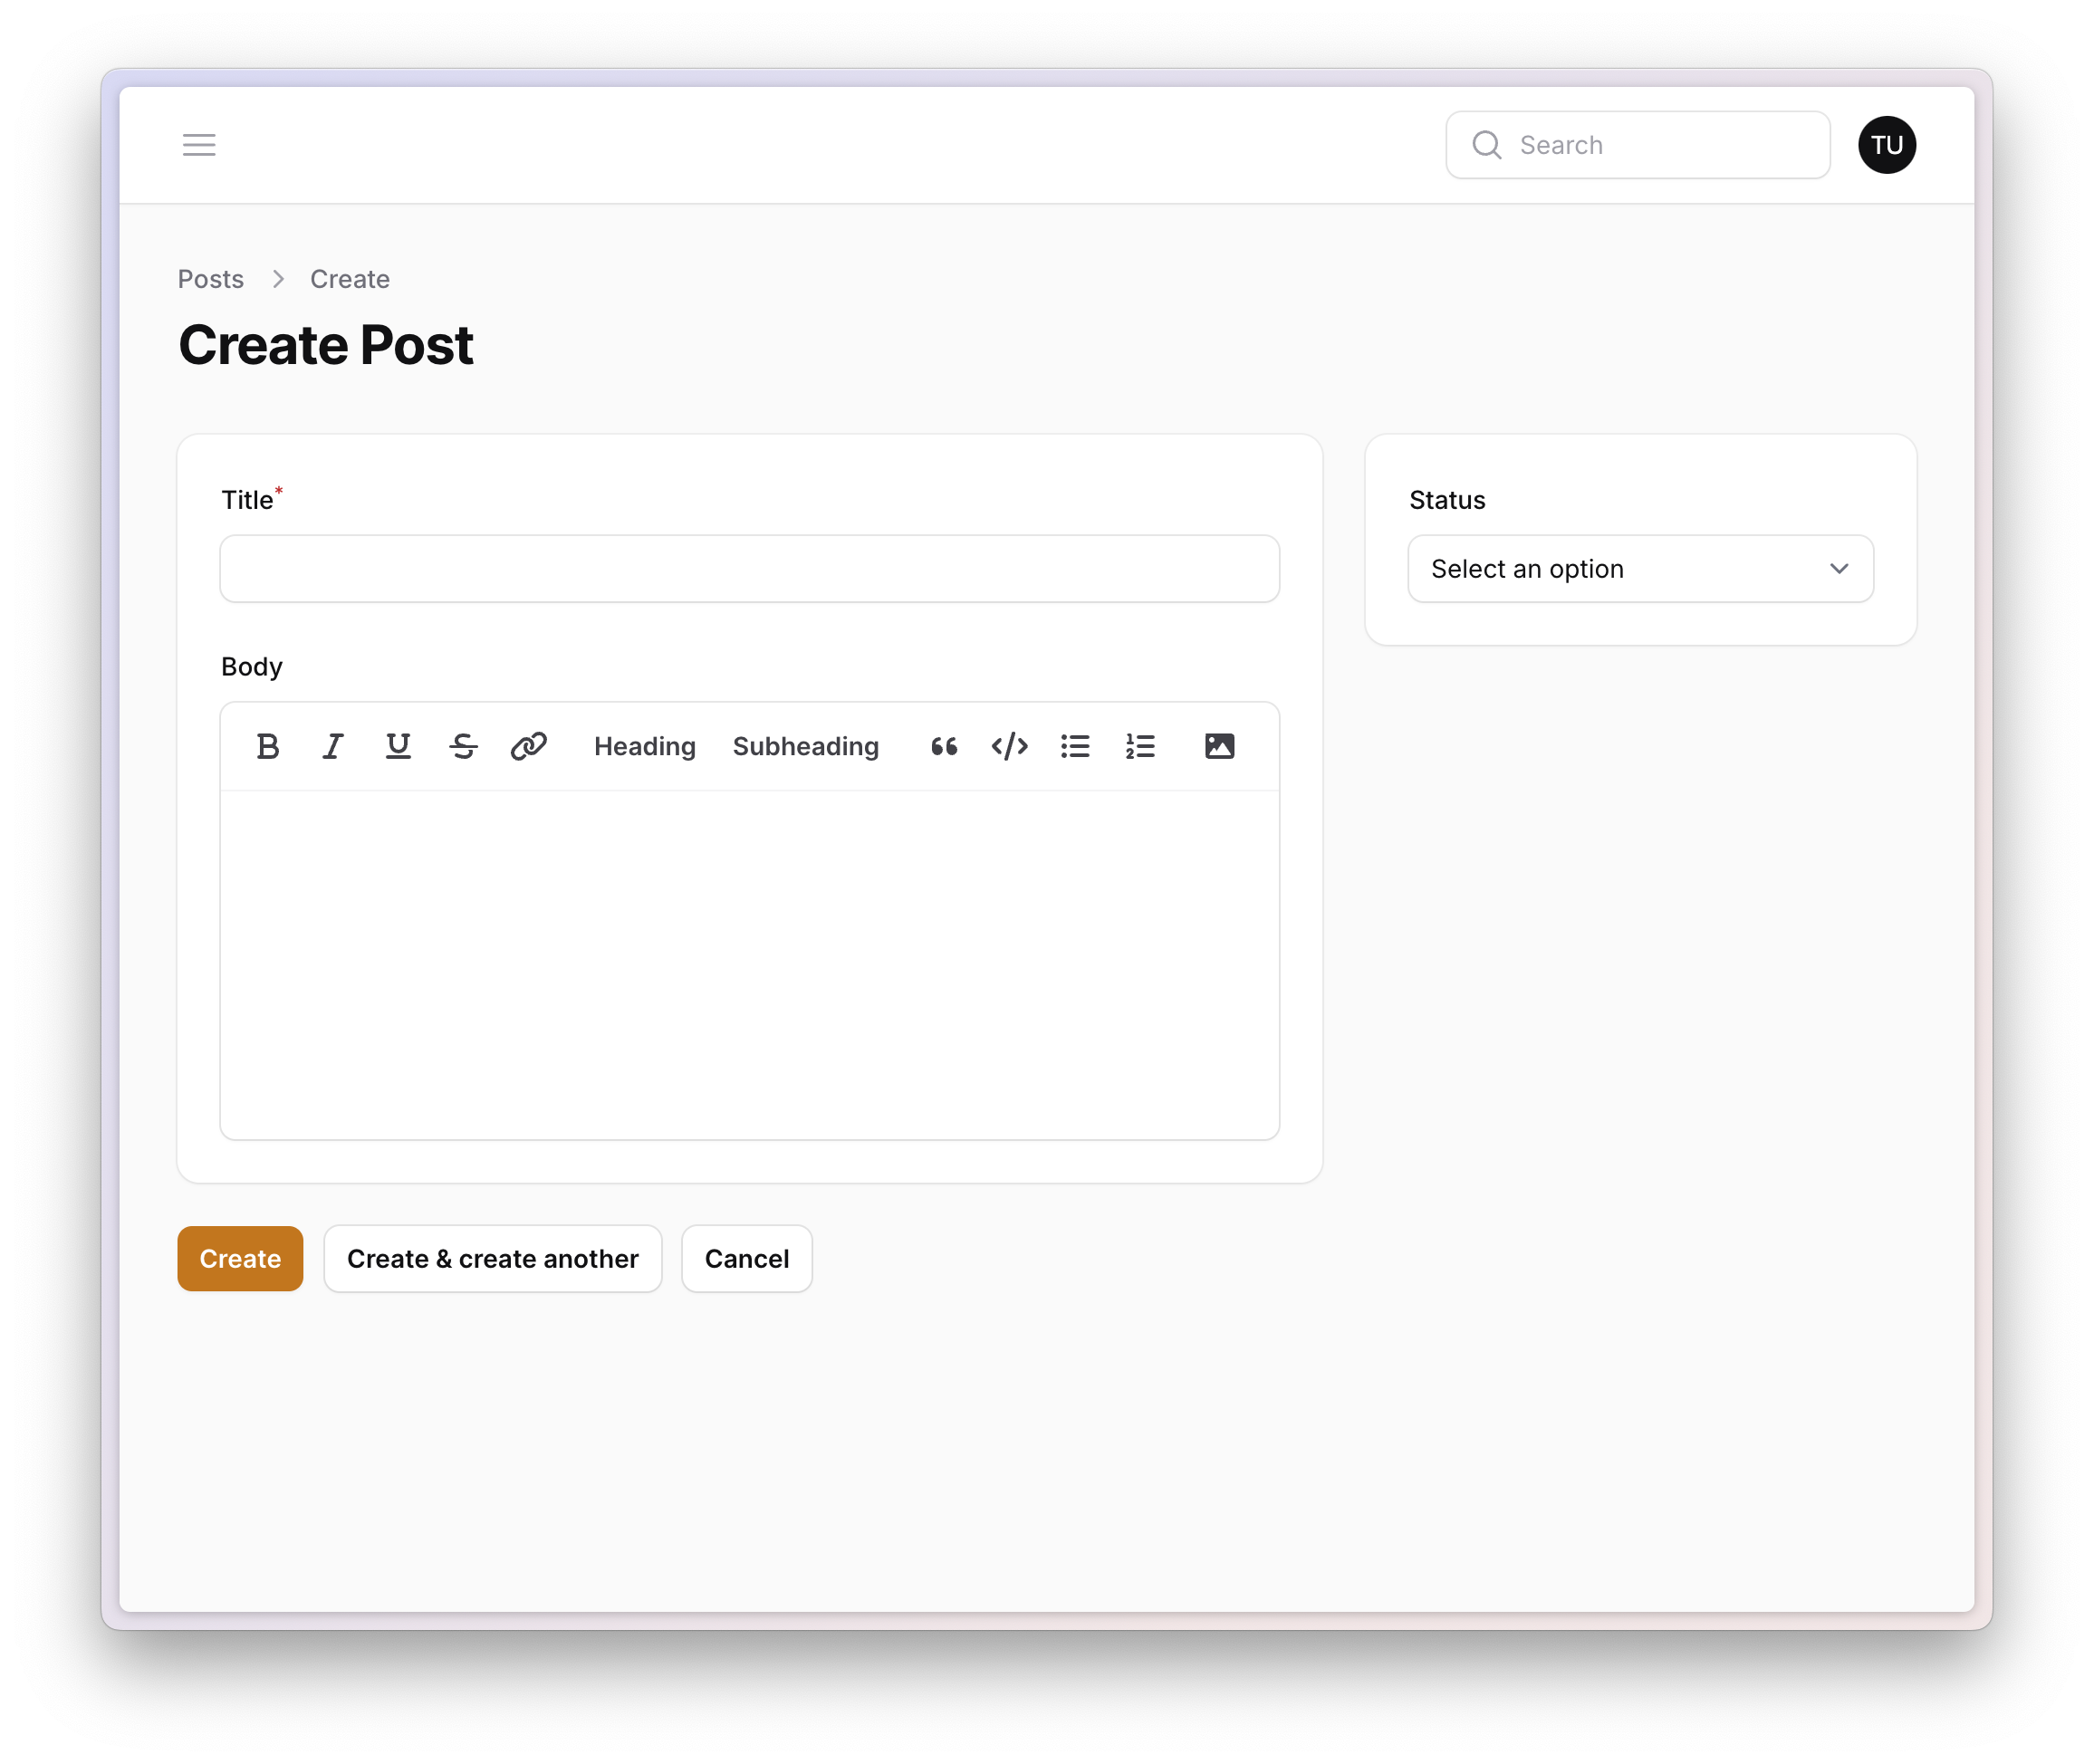 Search
TU
Posts
Create
Create Post
Title*
Status
Select an option
Body
Heading Subheading
Create
Create & create another
Cancel